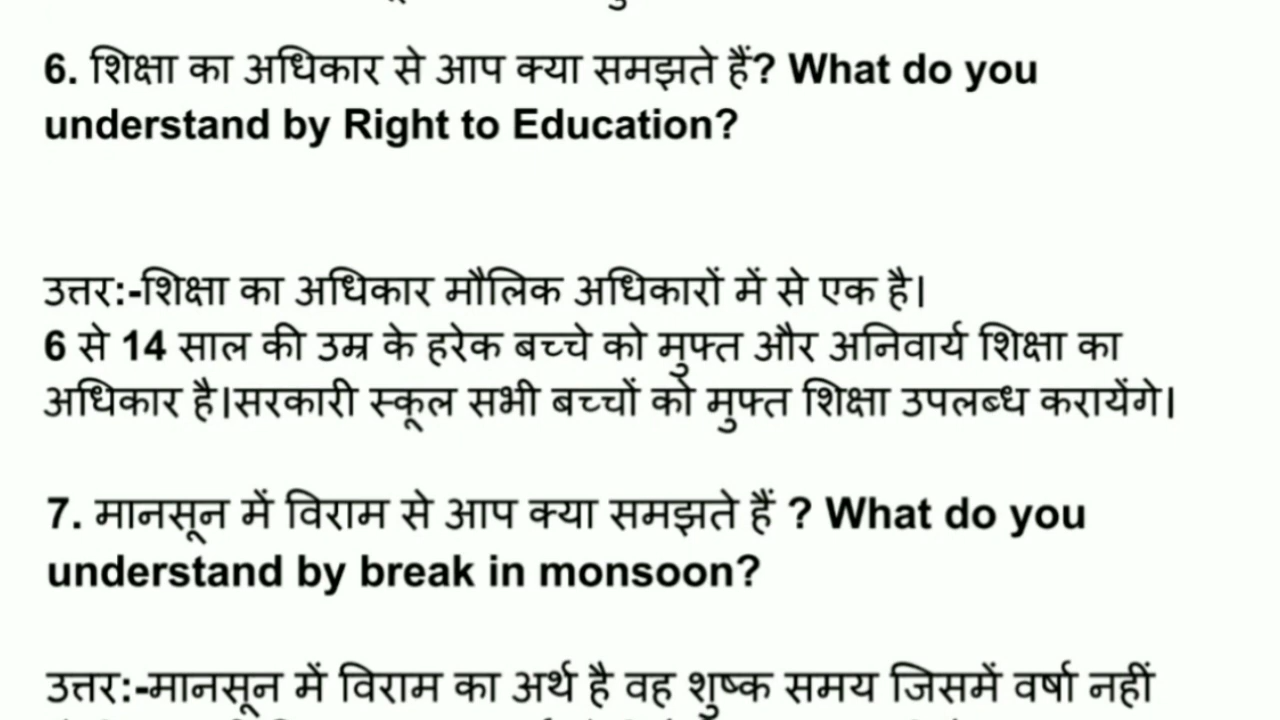 6. शिक्षा का अधिकार से आप क्या समझते हैं? What do you
understand by Right to Education?
उत्तर:-शिक्षा का अधिकार मौलिक अधिकारों में से एक है।
6 से 14 साल की उम्र के हरेक बच्चे को मुफ्त और अनिवार्य शिक्षा का
अधिकार है।सरकारी स्कूल सभी बच्चों को मुफ्त शिक्षा उपलब्ध करायेंगे।
7. मानसून में विराम से आप क्या समझते हैं ? What do you
understand by break in monsoon?
उत्तर:-मानसून में विराम का अर्थ है वह शुष्क समय जिसमें वर्षा नहीं